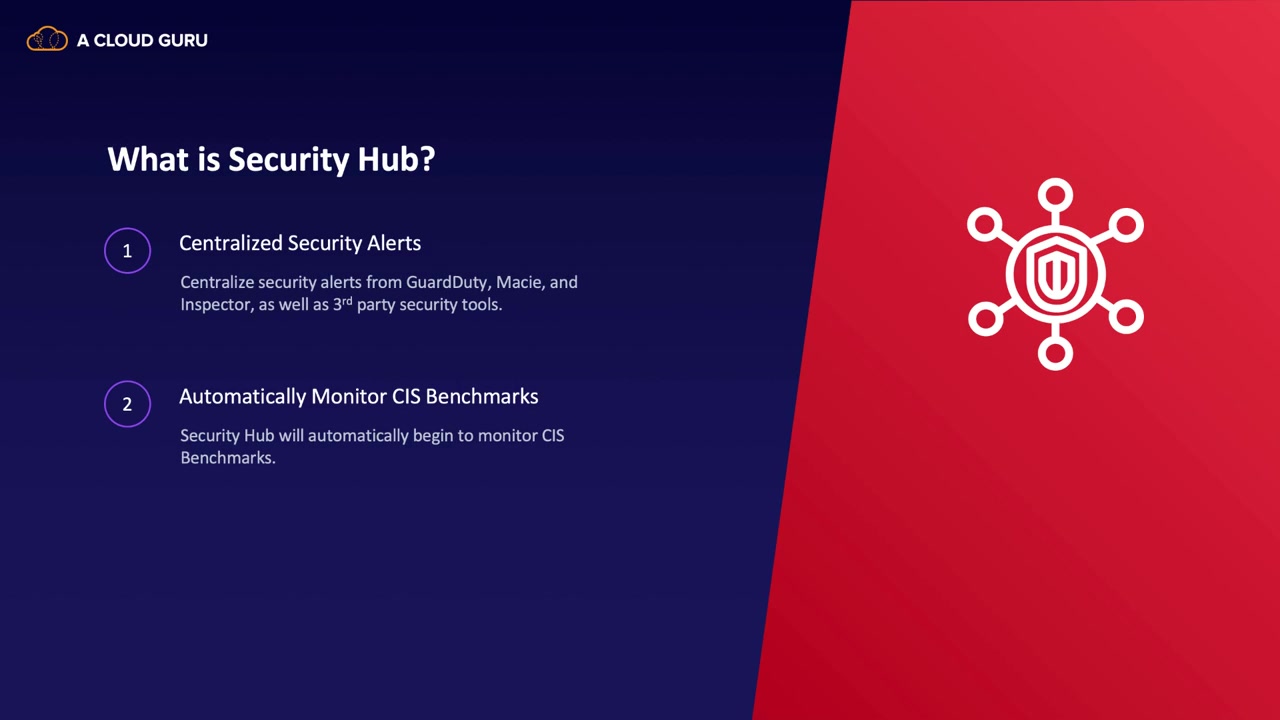 A CLOUD GURU
What is Security Hub?
1
Centralized Security Alerts
Centralize security alerts from GuardDuty, Macie, and
Inspector, as well as 3rd party security tools.
2
Automatically Monitor CIS Benchmarks
Security Hub will automatically begin to monitor CIS
Benchmarks.